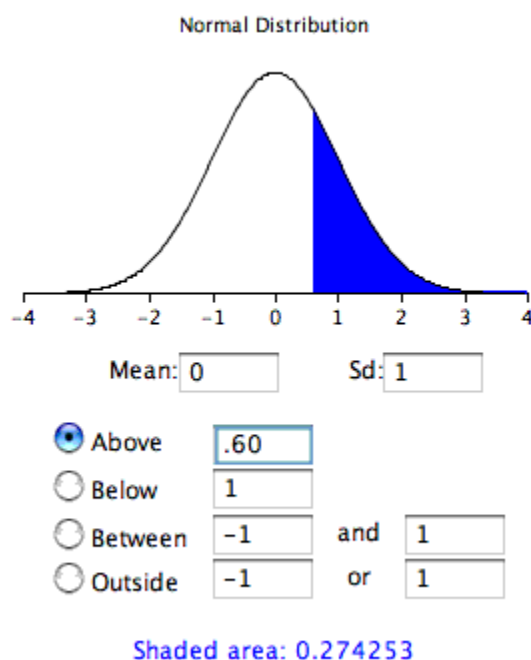 Normal Distribution
-4 -3 -2 -1 0 1 2 3 4
Mean: 0 Sd: 1
Above .60
Below 1
Between -1 and 1
Outside -1 or 1
Shaded area: 0.274253